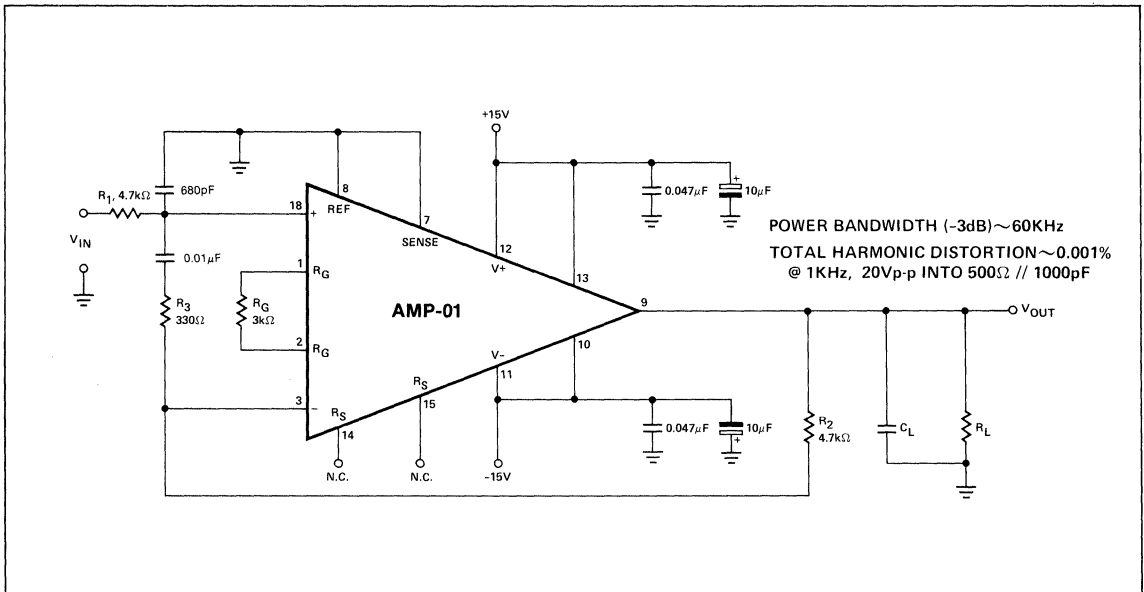 +15V
8
REF
7
SENSE
R1, 4.7kΩ
680pF
18
+
VIN
0.01μF
R3
330Ω
1
RG
RG
3kΩ
2
RG
3
–
AMP-01
12
V+
13
0.047μF
+
10μF
POWER BANDWIDTH (-3dB)~60KHz
TOTAL HARMONIC DISTORTION~0.001%
@ 1KHz, 20Vp-p INTO 500Ω // 1000pF
9
VOUT
10
V-
11
RS
15
RS
14
N.C.
N.C.
-15V
0.047μF
10μF
+
R2
4.7kΩ
CL
RL